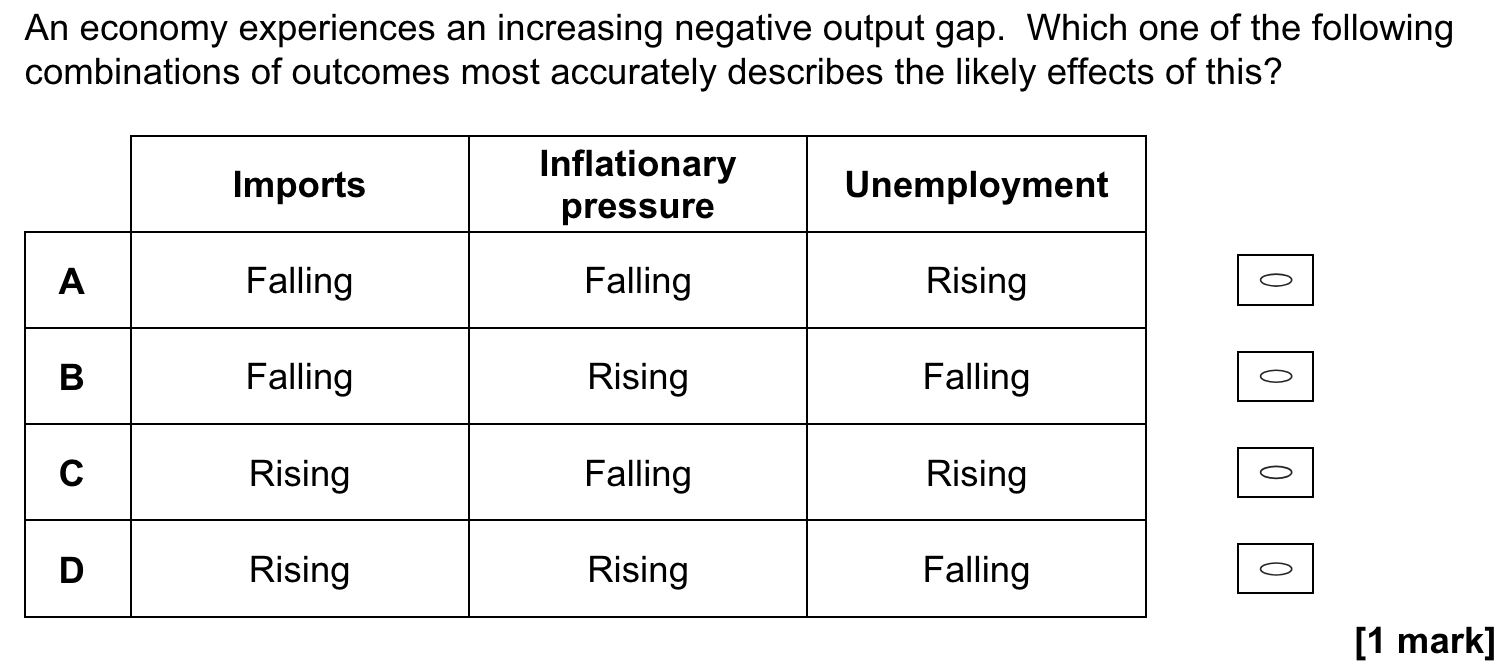 An economy experiences an increasing negative output gap.  Which one of the following
combinations of outcomes most accurately describes the likely effects of this?
Imports Inflationary pressure Unemployment
A Falling Falling Rising
B Falling Rising Falling
C Rising Falling Rising
D Rising Rising Falling
[1 mark]